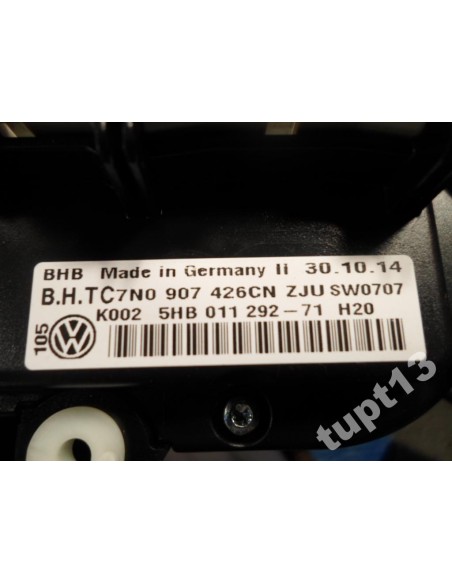 BHB Made in Germany II 30.10.14
B.H.TC7N0 907 426CN ZJU SW0707
K002 5HB 011 292-71 H20
105
tupt13